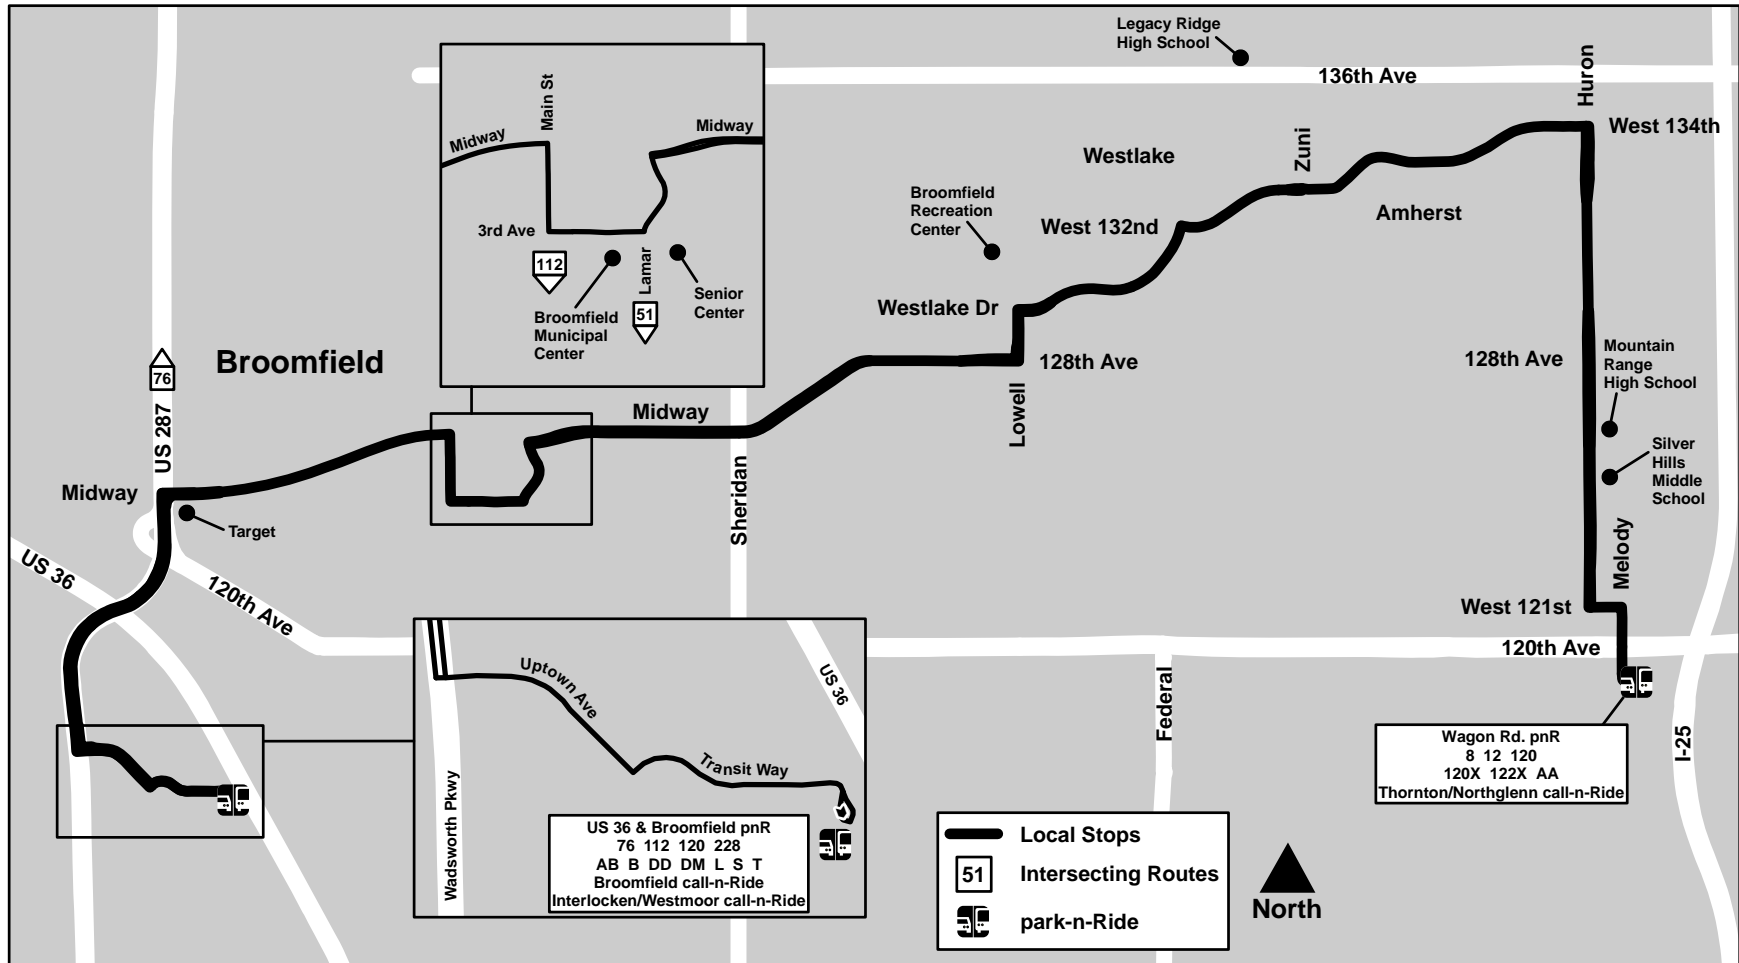 Legacy Ridge
High School
136th Ave
Huron
West 134th
Main St
Midway
Midway
3rd Ave
112
Lamar
51
Broomfield
Municipal
Center
Senior
Center
Westlake
Zuni
Amherst
Broomfield
Recreation
Center
West 132nd
Westlake Dr
128th Ave
Lowell
128th Ave
Mountain
Range
High School
Silver
Hills
Middle
School
Melody
West 121st
120th Ave
Broomfield
76
US 287
Midway
Midway
Sheridan
Target
US 36
120th Ave
Uptown Ave
Transit Way
US 36
Wadsworth Pkwy
US 36 & Broomfield pnR
76 112 120 228
AB B DD DM L S T
Broomfield call-n-Ride
Interlocken/Westmoor call-n-Ride
Federal
I-25
Wagon Rd. pnR
8 12 120
120X 122X AA
Thornton/Northglenn call-n-Ride
Local Stops
51
Intersecting Routes
park-n-Ride
North